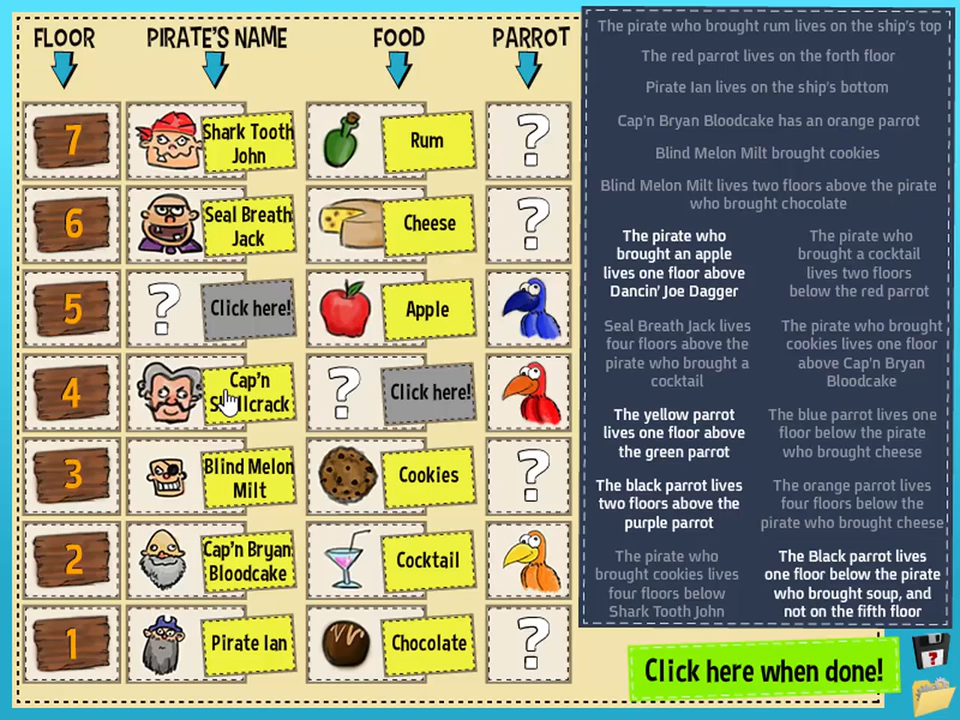 FLOOR PIRATE'S NAME FOOD PARROT
7 Shark Tooth
John
Rum ?
6 Seal Breath
Jack
Cheese ?
5 ? Click here! Apple
4 Cap'n
? Click here!
3 Blind Melon
Milt
Cookies ?
2 Cap'n Bryan
Bloodcake
Cocktail
1 Pirate Ian Chocolate ?
The pirate who brought rum lives on the ship's top
The red parrot lives on the forth floor
Pirate Ian lives on the ship's bottom
Cap'n Bryan Bloodcake has an orange parrot
Blind Melon Milt brought cookies
Blind Melon Milt lives two floors above the pirate
who brought chocolate
The pirate who
brought an apple
lives one floor above
Dancin' Joe Dagger
The pirate who
brought a cocktail
lives two floors
below the red parrot
Seal Breath Jack lives
four floors above the
pirate who brought a
cocktail
The pirate who brought
cookies lives one floor
above Cap'n Bryan
Bloodcake
The yellow parrot
lives one floor above
the green parrot
The blue parrot lives one
floor below the pirate
who brought cheese
The black parrot lives
two floors above the
purple parrot
The orange parrot lives
four floors below the
pirate who brought cheese
The pirate who
brought cookies lives
four floors below
Shark Tooth John
The Black parrot lives
one floor below the pirate
who brought soup, and
not on the fifth floor
Click here when done!
?